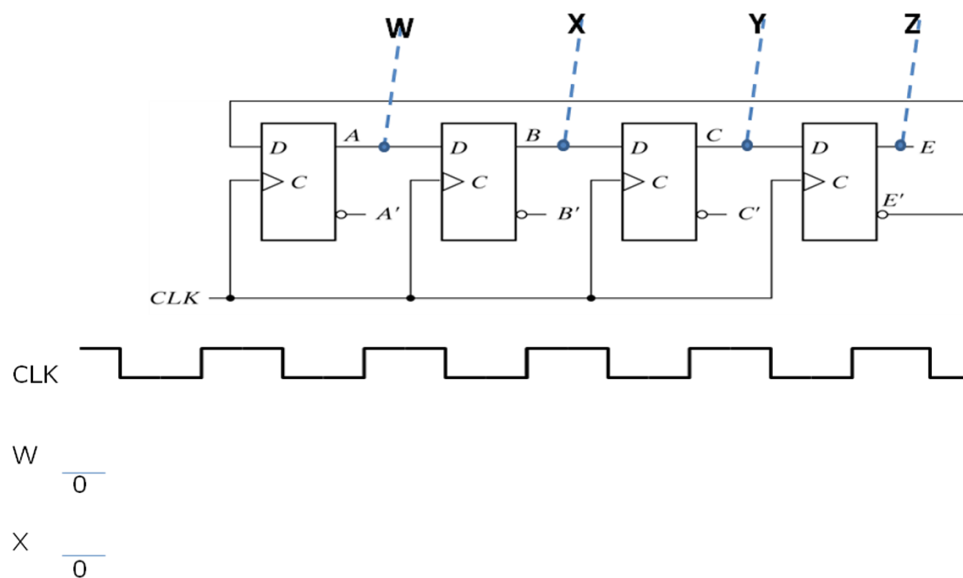 W X Y Z
A B C E
D D D D
C C C C
E'
A' B' C'
CLK
CLK
W
0
X
0